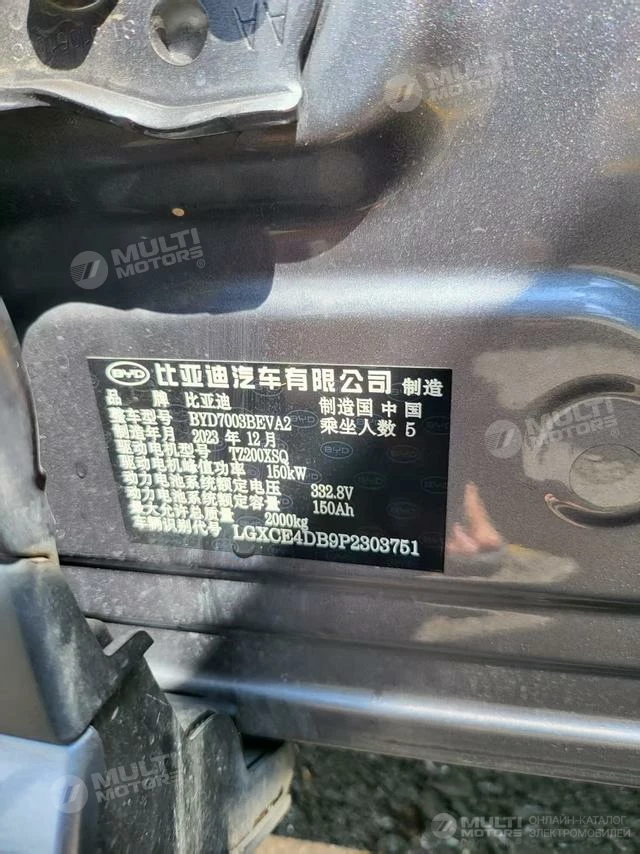 AA
MULTI
MOTORS
MULTI
MOTORS®
BYD 比亚迪汽车有限公司 制造
品 牌 比亚迪 制造国 中国
整车型号 BYD7003BEVA2 乘坐人数 5
制造年月 2023 年 12 月
驱动电机型号 TZ200XSQ
驱动电机峰值功率 150kW
动力电池系统额定电压 332.8V
动力电池系统额定容量 150Ah
最大允许总质量 2000kg
车辆识别代号 LGXCE4DB9P2303751
MULTI
MOTORS
MULTI
MOTORS
ОНЛАЙН-КАТАЛОГ
ЭЛЕКТРОМОБИЛЕЙ